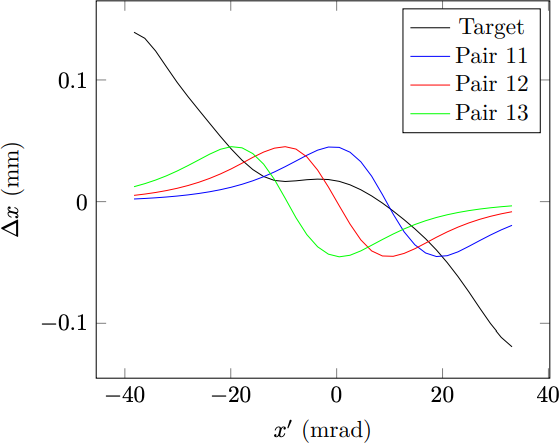 Target
Pair 11
Pair 12
Pair 13
0.1
0
−0.1
Δx (mm)
−40 −20 0 20 40
x′ (mrad)